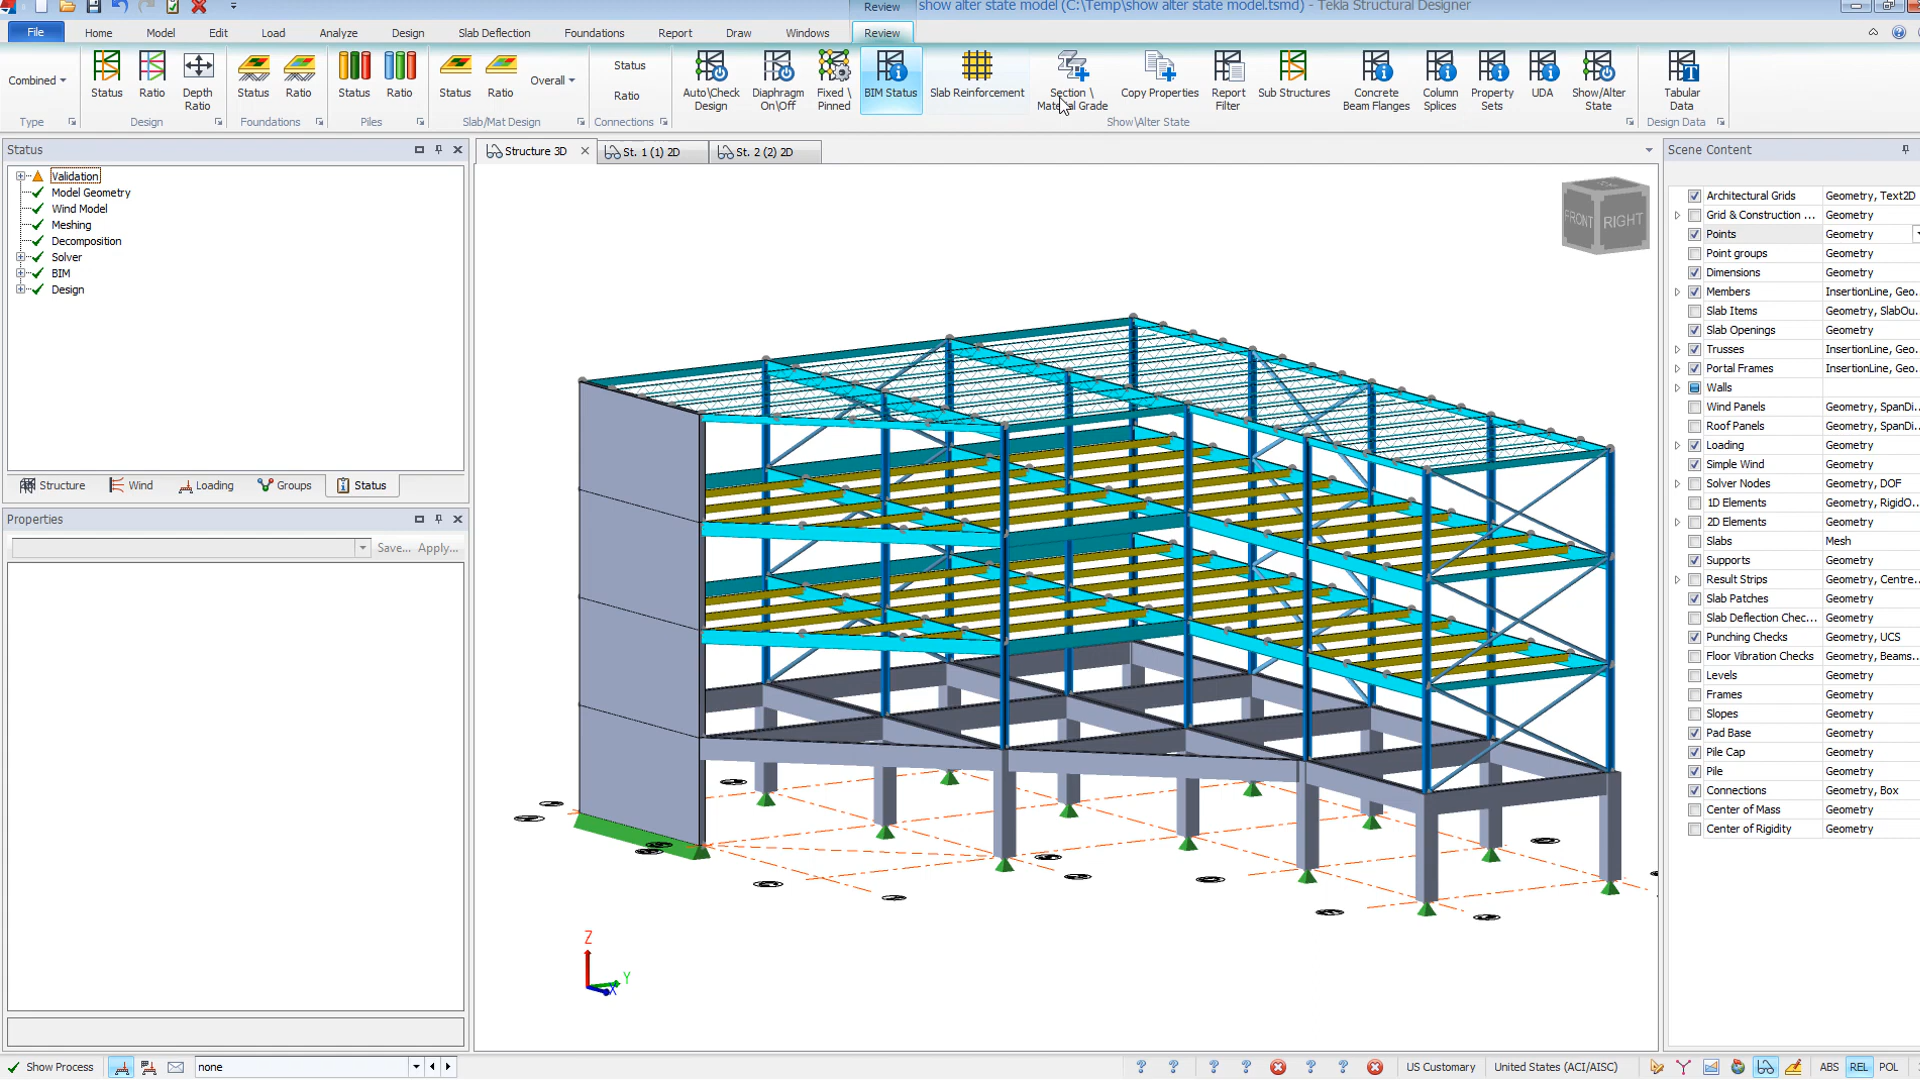 Review
show alter state model (C:\Temp\show alter state model.tsmd) - Tekla Structural Designer
File
Home
Model
Edit
Load
Analyze
Design
Slab Deflection
Foundations
Report
Draw
Windows
Review
Combined
Type
Status
Ratio
Depth
Ratio
Design
Status
Ratio
Foundations
Status
Ratio
Piles
Status
Ratio
Overall
Slab/Mat Design
Status
Ratio
Connections
Auto\Check
Design
Diaphragm
On\Off
Fixed \
Pinned
BIM Status
Slab Reinforcement
Section \
Material Grade
Copy Properties
Report
Filter
Sub Structures
Concrete
Beam Flanges
Column
Splices
Property
Sets
UDA
Show/Alter
State
Show\Alter State
Tabular
Data
Design Data
Status
Validation
Model Geometry
Wind Model
Meshing
Decomposition
Solver
BIM
Design
Structure
Wind
Loading
Groups
Status
Properties
Save...
Apply...
Structure 3D
St. 1 (1) 2D
St. 2 (2) 2D
FRONT
RIGHT
Z
Y
X
Scene Content
Architectural Grids Geometry, Text2D
Grid & Construction ... Geometry
Points Geometry
Point groups Geometry
Dimensions Geometry
Members InsertionLine, Geo...
Slab Items Geometry, SlabOu...
Slab Openings Geometry
Trusses InsertionLine, Geo...
Portal Frames InsertionLine, Geo...
Walls
Wind Panels Geometry, SpanDi...
Roof Panels Geometry, SpanDi...
Loading Geometry
Simple Wind Geometry
Solver Nodes Geometry, DOF
1D Elements Geometry, RigidO...
2D Elements Geometry
Slabs Mesh
Supports Geometry
Result Strips Geometry, Centre...
Slab Patches Geometry
Slab Deflection Chec... Geometry
Punching Checks Geometry, UCS
Floor Vibration Checks Geometry, Beams...
Levels Geometry
Frames Geometry
Slopes Geometry
Pad Base Geometry
Pile Cap Geometry
Pile Geometry
Connections Geometry, Box
Center of Mass Geometry
Center of Rigidity Geometry
Show Process
none
US Customary
United States (ACI/AISC)
ABS
REL
POL